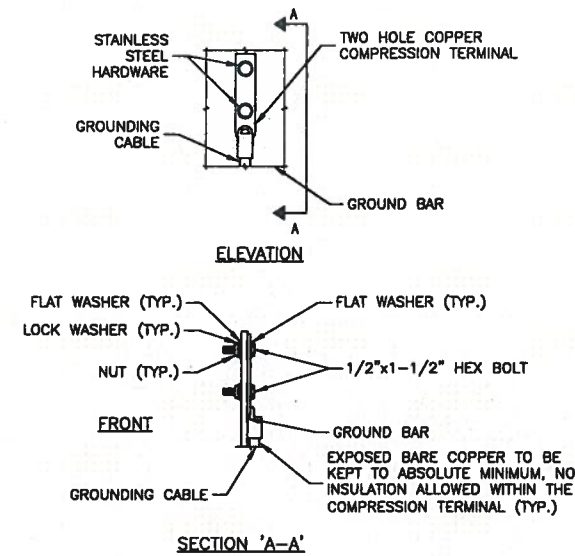 A
STAINLESS
STEEL
HARDWARE
TWO HOLE COPPER
COMPRESSION TERMINAL
GROUNDING
CABLE
GROUND BAR
A
ELEVATION
FLAT WASHER (TYP.)
FLAT WASHER (TYP.)
LOCK WASHER (TYP.)
NUT (TYP.)
1/2"x1-1/2" HEX BOLT
FRONT
GROUND BAR
EXPOSED BARE COPPER TO BE
KEPT TO ABSOLUTE MINIMUM, NO
INSULATION ALLOWED WITHIN THE
COMPRESSION TERMINAL (TYP.)
GROUNDING CABLE
SECTION 'A-A'